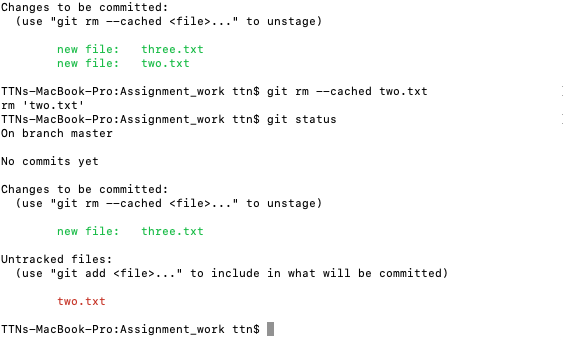 Changes to be committed:
  (use "git rm --cached <file>..." to unstage)

        new file:   three.txt
        new file:   two.txt

TTNs-MacBook-Pro:Assignment_work ttn$ git rm --cached two.txt
rm 'two.txt'
TTNs-MacBook-Pro:Assignment_work ttn$ git status
On branch master

No commits yet

Changes to be committed:
  (use "git rm --cached <file>..." to unstage)

        new file:   three.txt

Untracked files:
  (use "git add <file>..." to include in what will be committed)

        two.txt

TTNs-MacBook-Pro:Assignment_work ttn$